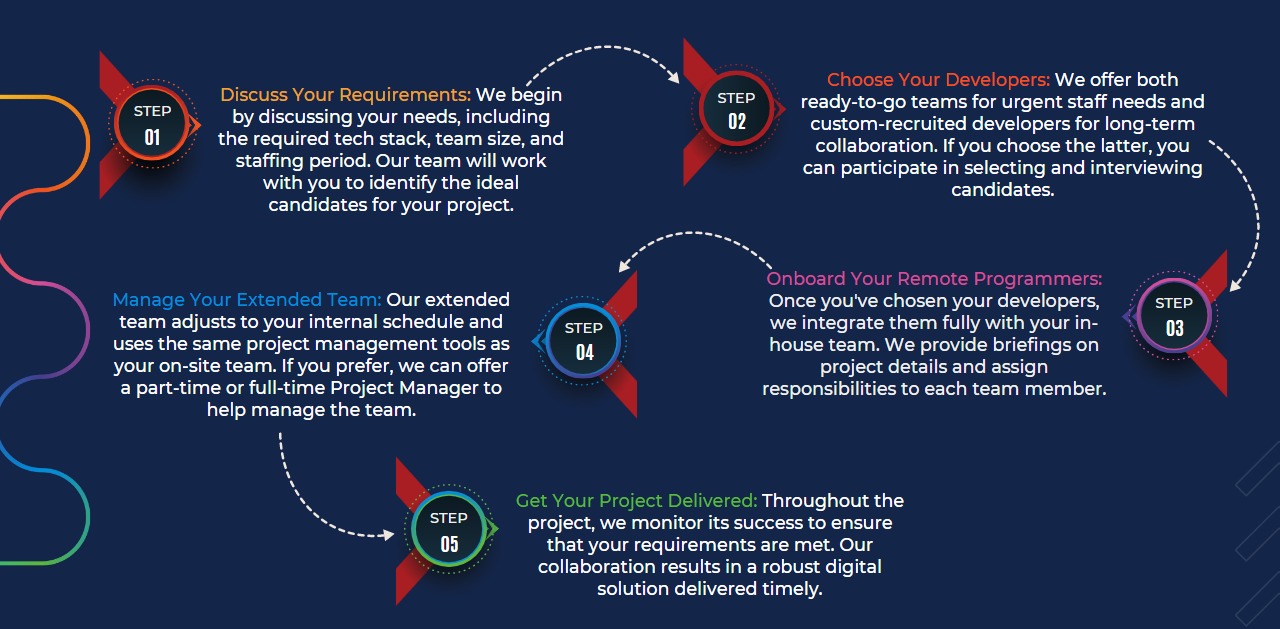 STEP
01
Discuss Your Requirements: We begin
by discussing your needs, including
the required tech stack, team size, and
staffing period. Our team will work
with you to identify the ideal
candidates for your project.
STEP
02
Choose Your Developers: We offer both
ready-to-go teams for urgent staff needs and
custom-recruited developers for long-term
collaboration. If you choose the latter, you
can participate in selecting and interviewing
candidates.
STEP
03
Onboard Your Remote Programmers:
Once you've chosen your developers,
we integrate them fully with your in-
house team. We provide briefings on
project details and assign
responsibilities to each team member.
STEP
04
Manage Your Extended Team: Our extended
team adjusts to your internal schedule and
uses the same project management tools as
your on-site team. If you prefer, we can offer
a part-time or full-time Project Manager to
help manage the team.
STEP
05
Get Your Project Delivered: Throughout the
project, we monitor its success to ensure
that your requirements are met. Our
collaboration results in a robust digital
solution delivered timely.